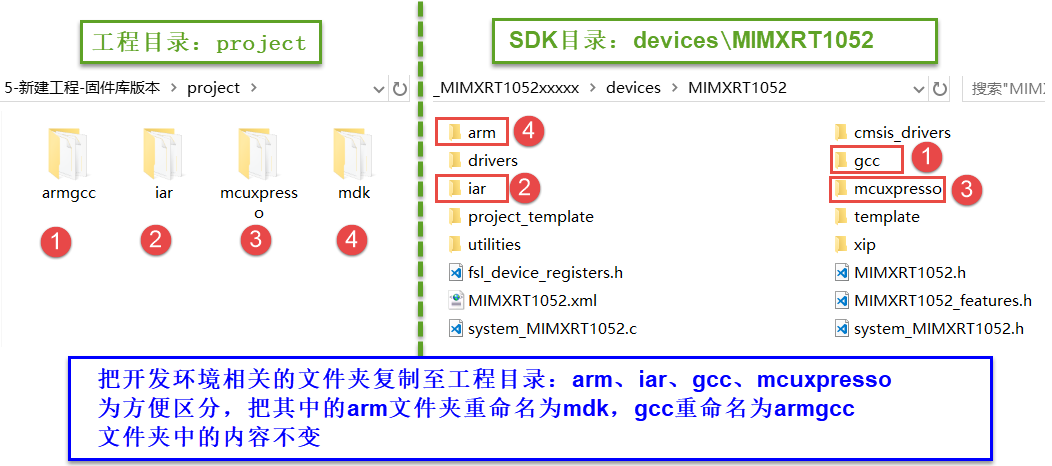 工程目录：project
SDK目录：devices\MIMXRT1052
5-新建工程-固件库版本 > project >
_MIMXRT1052xxxxx > devices > MIMXRT1052
搜索"MIMX
armgcc
iar
mcuxpress
o
mdk
1
2
3
4
arm 4
drivers
iar 2
project_template
utilities
fsl_device_registers.h
MIMXRT1052.xml
system_MIMXRT1052.c
cmsis_drivers
gcc 1
mcuxpresso 3
template
xip
MIMXRT1052.h
MIMXRT1052_features.h
system_MIMXRT1052.h
把开发环境相关的文件夹复制至工程目录：arm、iar、gcc、mcuxpresso
为方便区分，把其中的arm文件夹重命名为mdk，gcc重命名为armgcc
文件夹中的内容不变